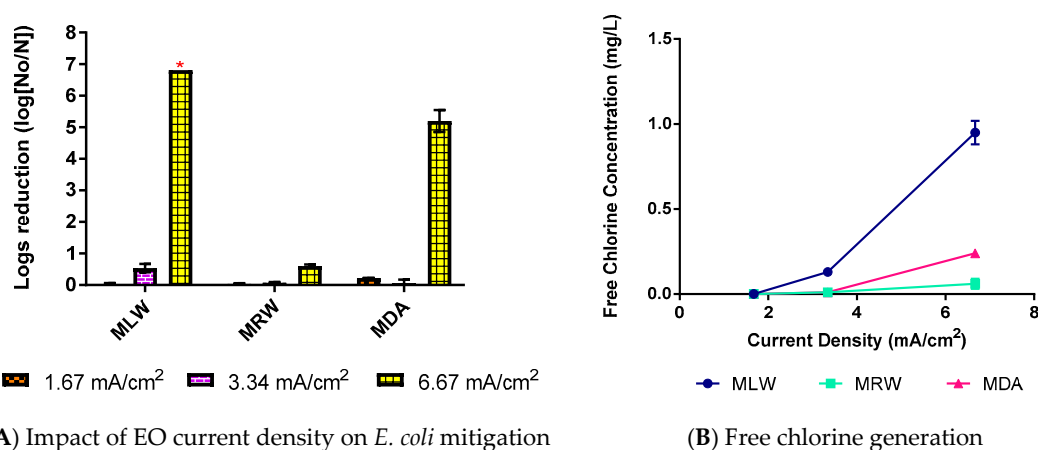 Logs reduction (log[No/N])
8
7
6
5
4
3
2
1
0
*
MLW
MRW
MDA
1.67 mA/cm²
3.34 mA/cm²
6.67 mA/cm²
A) Impact of EO current density on E. coli mitigation
Free Chlorine Concentration (mg/L)
1.5
1.0
0.5
0.0
0 2 4 6 8
Current Density (mA/cm²)
MLW MRW MDA
(B) Free chlorine generation